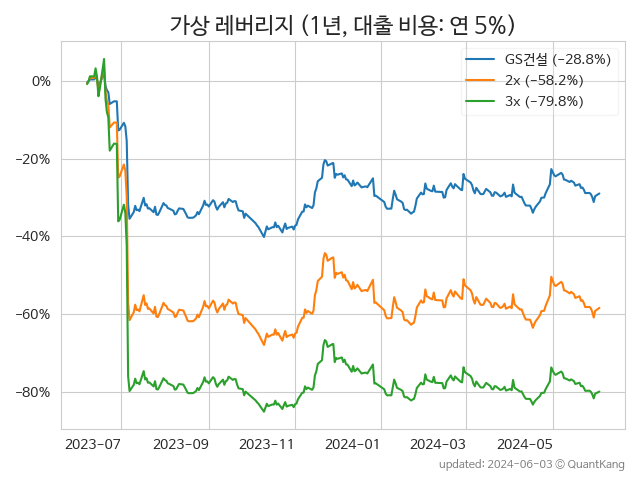 가상 레버리지 (1년, 대출 비용: 연 5%)
GS건설 (−28.8%)
2x (−58.2%)
3x (−79.8%)
0%
−20%
−40%
−60%
−80%
2023-07 2023-09 2023-11 2024-01 2024-03 2024-05
updated: 2024-06-03 © QuantKang